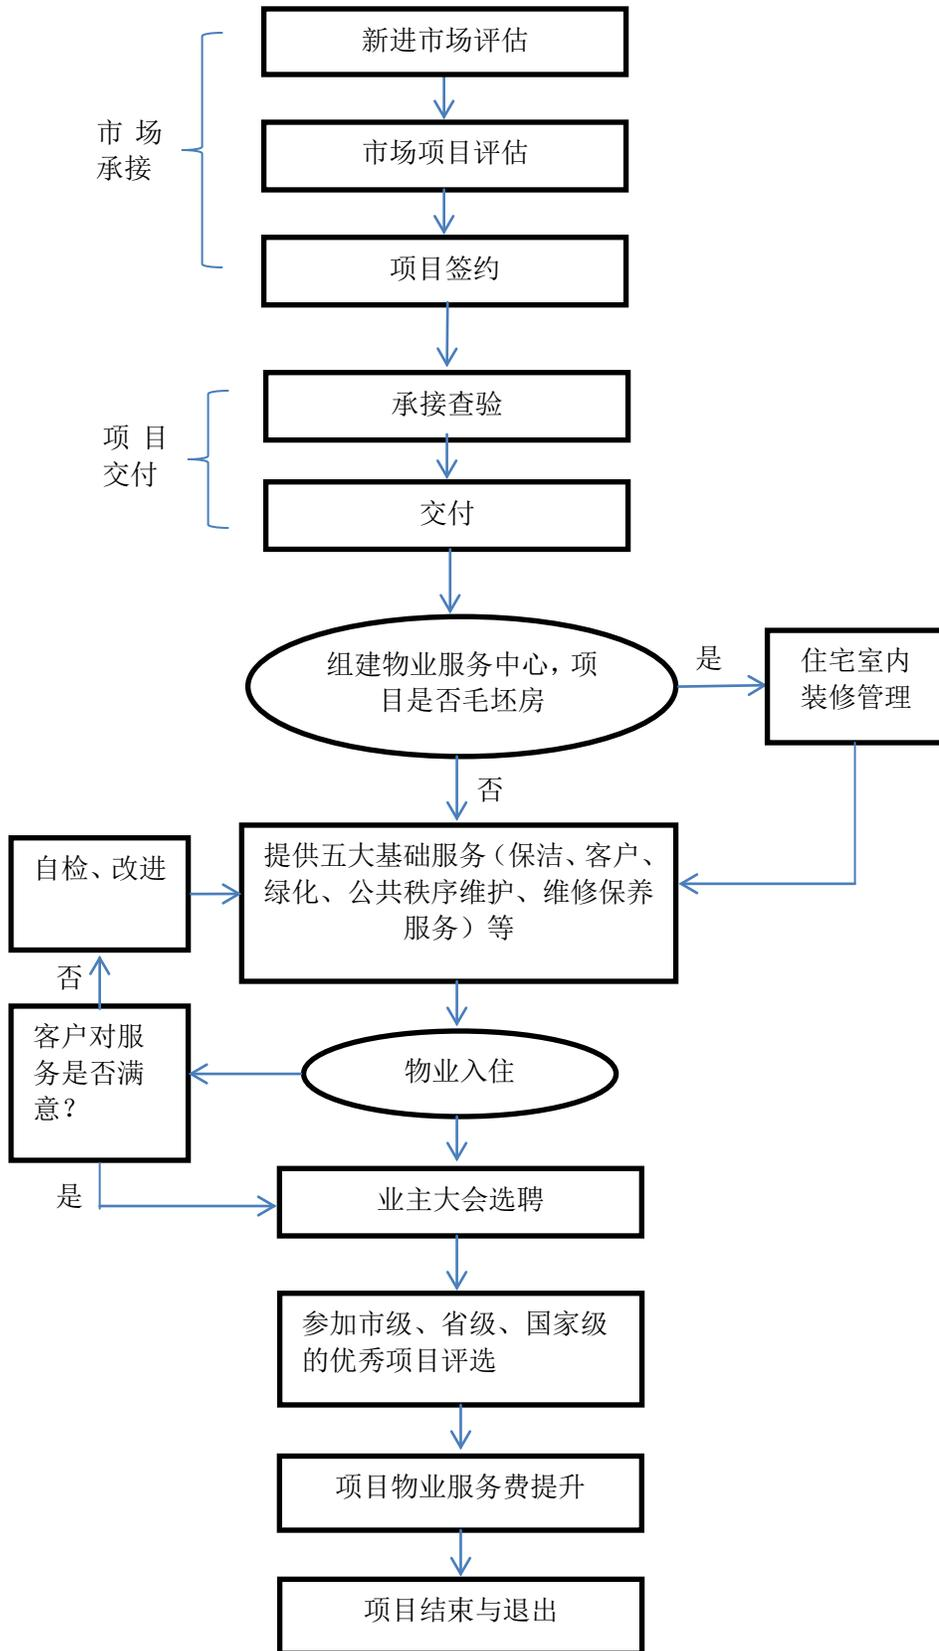 新进市场评估
市 场
承接
市场项目评估
项目签约
承接查验
项 目
交付
交付
组建物业服务中心，项
目是否毛坯房
是
住宅室内
装修管理
否
自检、改进
提供五大基础服务（保洁、客户、
绿化、公共秩序维护、维修保养
服务）等
否
客户对服
务是否满
意？
物业入住
是
业主大会选聘
参加市级、省级、国家级
的优秀项目评选
项目物业服务费提升
项目结束与退出